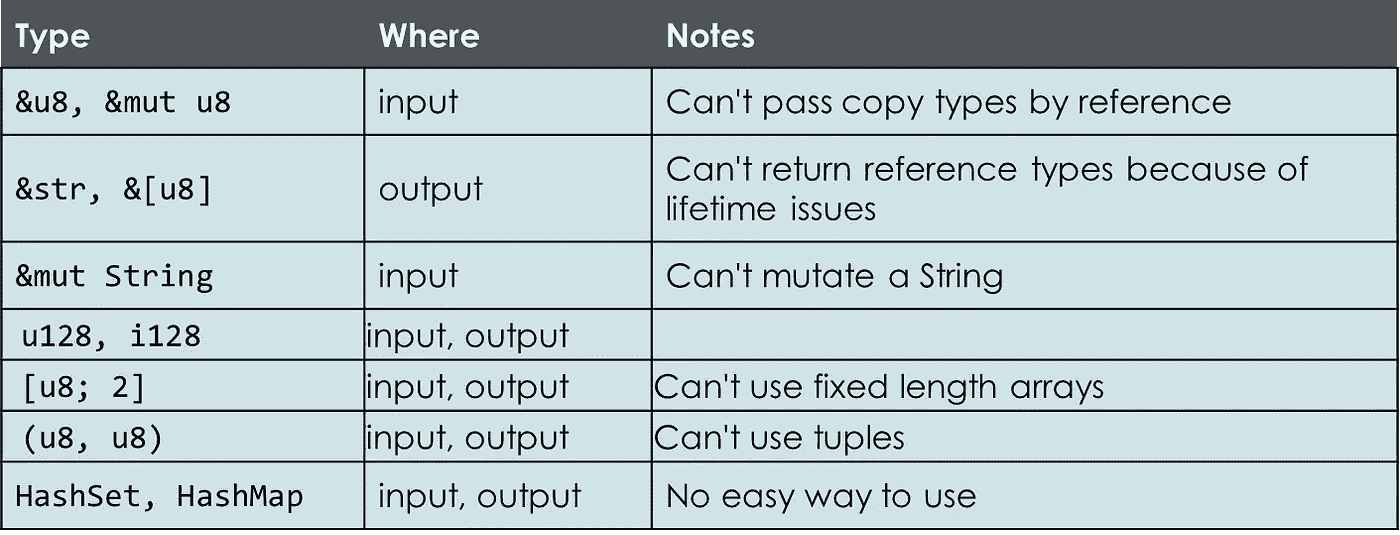 Type Where Notes
&u8, &mut u8 input Can't pass copy types by reference
&str, &[u8] output Can't return reference types because of
lifetime issues
&mut String input Can't mutate a String
u128, i128 input, output
[u8; 2] input, output Can't use fixed length arrays
(u8, u8) input, output Can't use tuples
HashSet, HashMap input, output No easy way to use